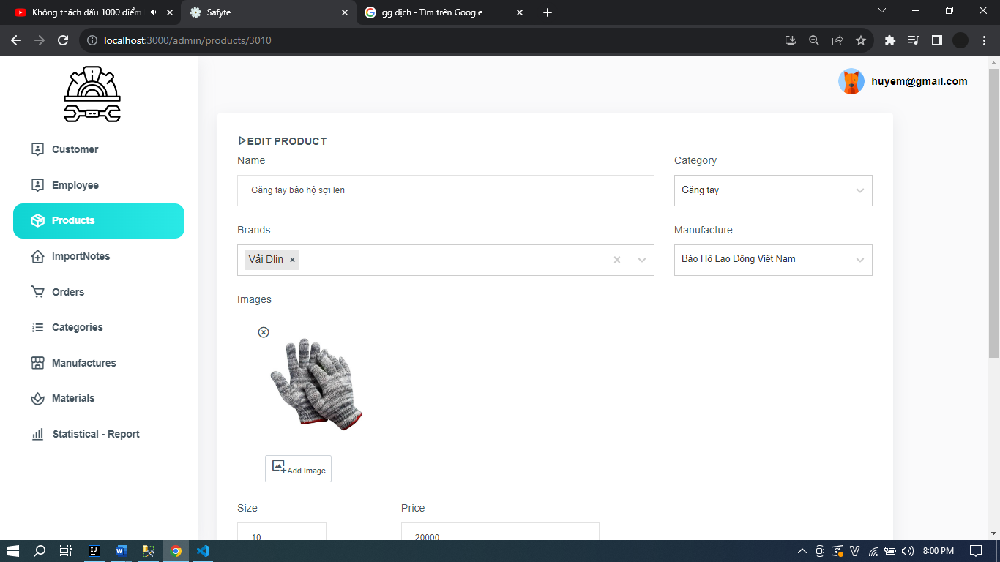 Không thách đấu 1000 điểm
Safyte
gg dịch - Tìm trên Google
localhost:3000/admin/products/3010
huyem@gmail.com
Customer
Employee
Products
ImportNotes
Orders
Categories
Manufactures
Materials
Statistical - Report
EDIT PRODUCT
Name
Category
Găng tay bảo hộ sợi len
Găng tay
Brands
Manufacture
Vải Dlin
Bảo Hộ Lao Động Việt Nam
Images
Add Image
Size
Price
10
20000
8:00 PM